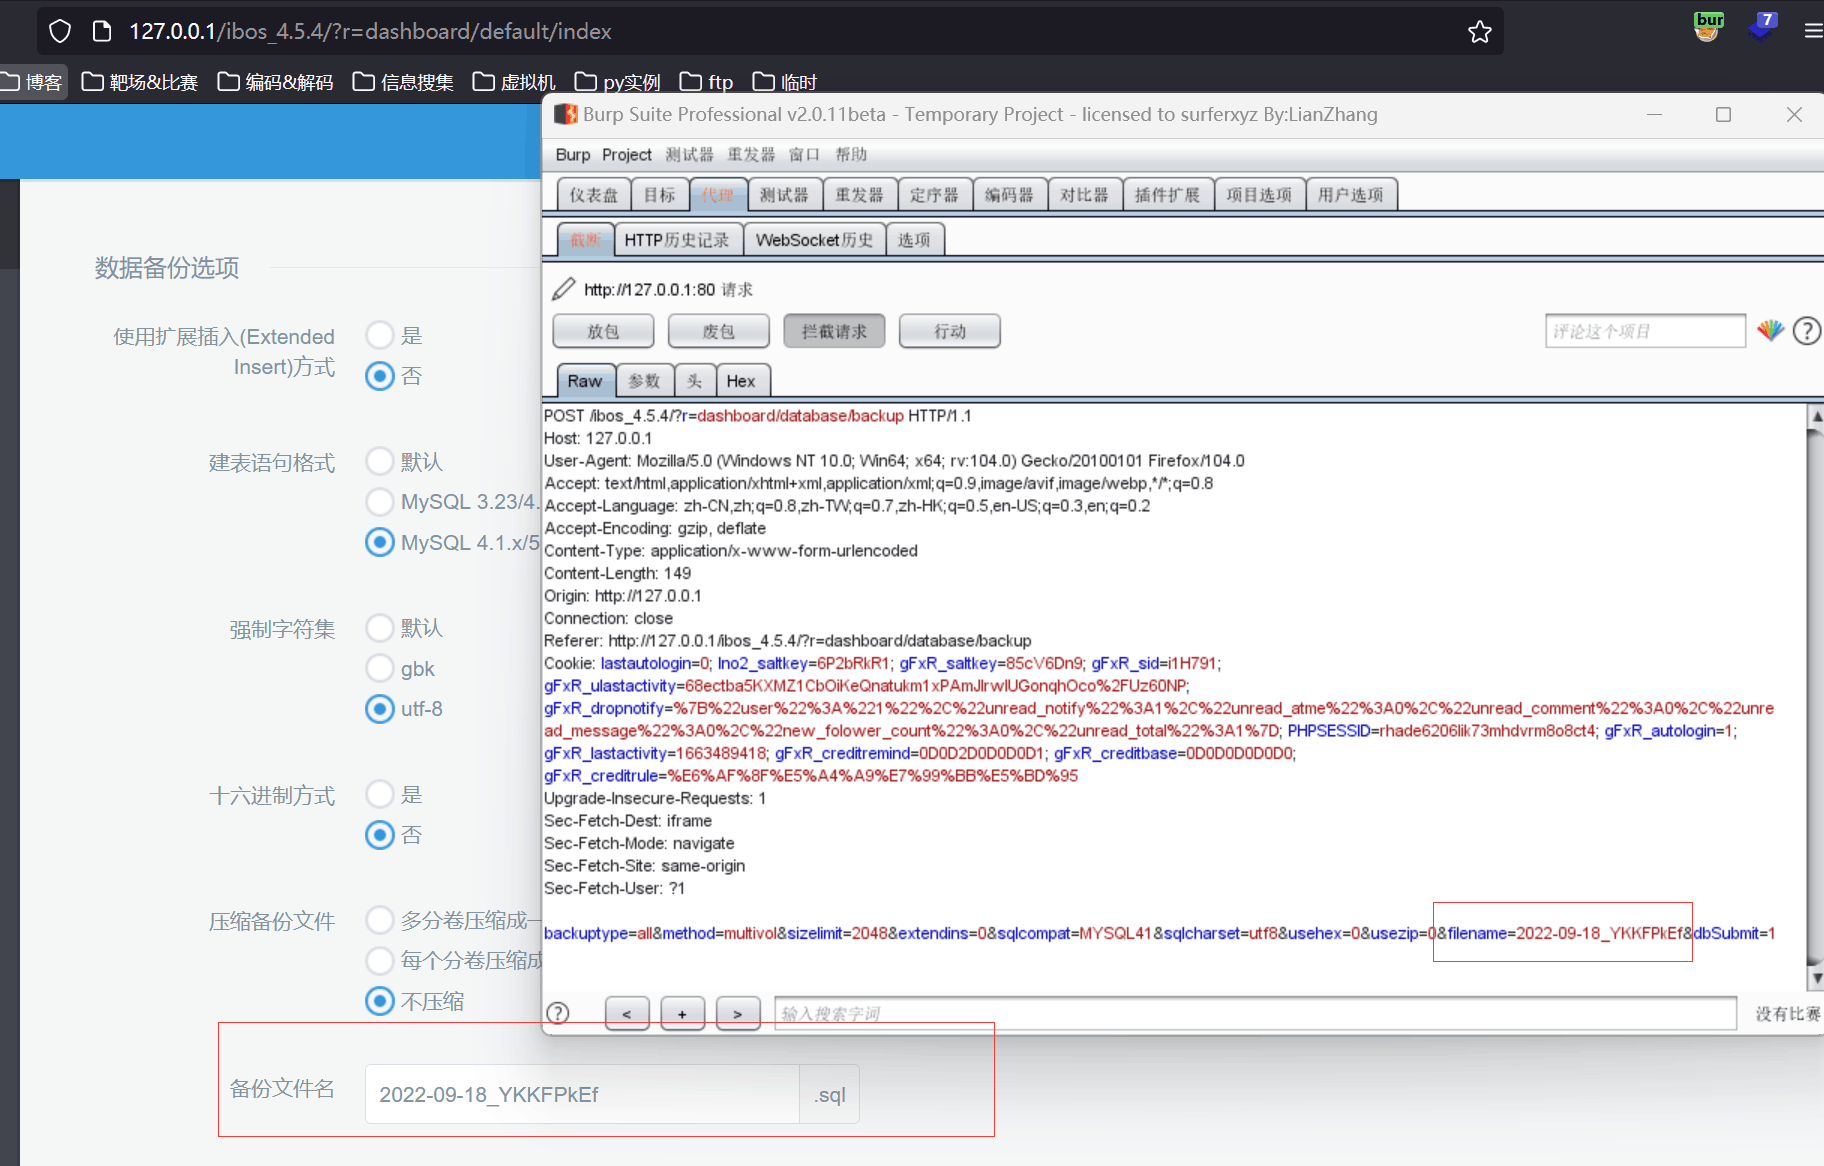 127.0.0.1/ibos_4.5.4/?r=dashboard/default/index
bur
7
博客 靶场&比赛 编码&解码 信息搜集 虚拟机 py实例 ftp 临时
Burp Suite Professional v2.0.11beta - Temporary Project - licensed to surferxyz By:LianZhang
Burp Project 测试器 重发器 窗口 帮助
仪表盘 目标 代理 测试器 重发器 定序器 编码器 对比器 插件扩展 项目选项 用户选项
截断 HTTP历史记录 WebSocket历史 选项
http://127.0.0.1:80 请求
放包 废包 拦截请求 行动 评论这个项目 ?
Raw 参数 头 Hex
POST /ibos_4.5.4/?r=dashboard/database/backup HTTP/1.1
Host: 127.0.0.1
User-Agent: Mozilla/5.0 (Windows NT 10.0; Win64; x64; rv:104.0) Gecko/20100101 Firefox/104.0
Accept: text/html,application/xhtml+xml,application/xml;q=0.9,image/avif,image/webp,*/*;q=0.8
Accept-Language: zh-CN,zh;q=0.8,zh-TW;q=0.7,zh-HK;q=0.5,en-US;q=0.3,en;q=0.2
Accept-Encoding: gzip, deflate
Content-Type: application/x-www-form-urlencoded
Content-Length: 149
Origin: http://127.0.0.1
Connection: close
Referer: http://127.0.0.1/ibos_4.5.4/?r=dashboard/database/backup
Cookie: lastautologin=0; lno2_saltkey=6P2bRkR1; gFxR_saltkey=85cV6Dn9; gFxR_sid=i1H791;
gFxR_ulastactivity=68ectba5KXMZ1CbOiKeQnatukm1xPAmJlrwIUGonqhOco%2FUz60NP;
gFxR_dropnotify=%7B%22user%22%3A%221%22%2C%22unread_notify%22%3A1%2C%22unread_atme%22%3A0%2C%22unread_comment%22%3A0%2C%22unre
ad_message%22%3A0%2C%22new_folower_count%22%3A0%2C%22unread_total%22%3A1%7D; PHPSESSID=rhade6206lik73mhdvrm8o8ct4; gFxR_autologin=1;
gFxR_lastactivity=1663489418; gFxR_creditremind=0D0D2D0D0D0D1; gFxR_creditbase=0D0D0D0D0D0;
gFxR_creditrule=%E6%AF%8F%E5%A4%A9%E7%99%BB%E5%BD%95
Upgrade-Insecure-Requests: 1
Sec-Fetch-Dest: iframe
Sec-Fetch-Mode: navigate
Sec-Fetch-Site: same-origin
Sec-Fetch-User: ?1
backuptype=all&method=multivol&sizelimit=2048&extendins=0&sqlcompat=MYSQL41&sqlcharset=utf8&usehex=0&usezip=0&filename=2022-09-18_YKKFPkEf&dbSubmit=1
? < + > 输入搜索字词 没有比赛
数据备份选项
使用扩展插入(Extended
Insert)方式
是
否
建表语句格式
默认
MySQL 3.23/4.
MySQL 4.1.x/5
强制字符集
默认
gbk
utf-8
十六进制方式
是
否
压缩备份文件
多分卷压缩成一
每个分卷压缩成
不压缩
备份文件名
2022-09-18_YKKFPkEf .sql